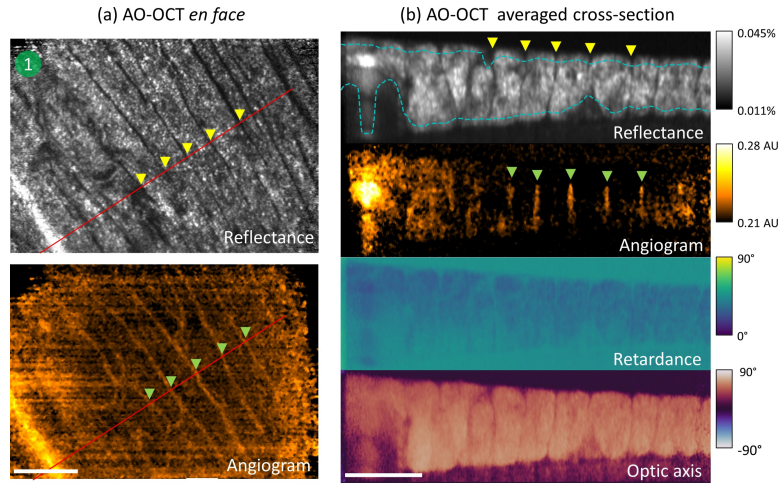 (a) AO-OCT en face
(b) AO-OCT averaged cross-section
1
Reflectance
Angiogram
Reflectance
0.045%
0.011%
Angiogram
0.28 AU
0.21 AU
Retardance
90°
0°
Optic axis
90°
-90°